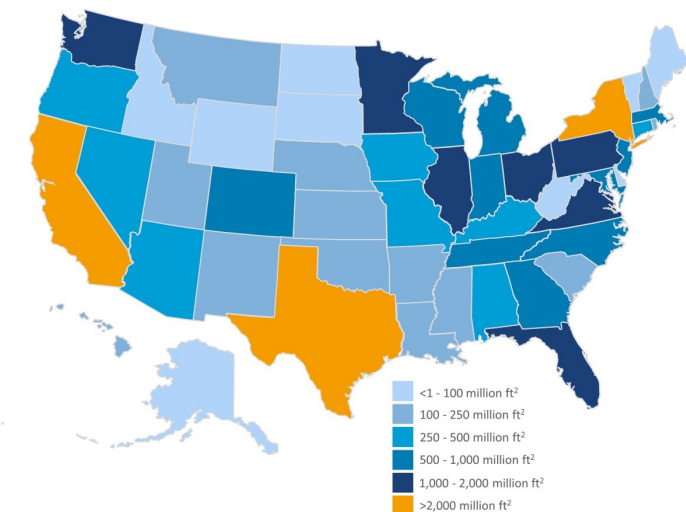 <1 - 100 million ft²
100 - 250 million ft²
250 - 500 million ft²
500 - 1,000 million ft²
1,000 - 2,000 million ft²
>2,000 million ft²